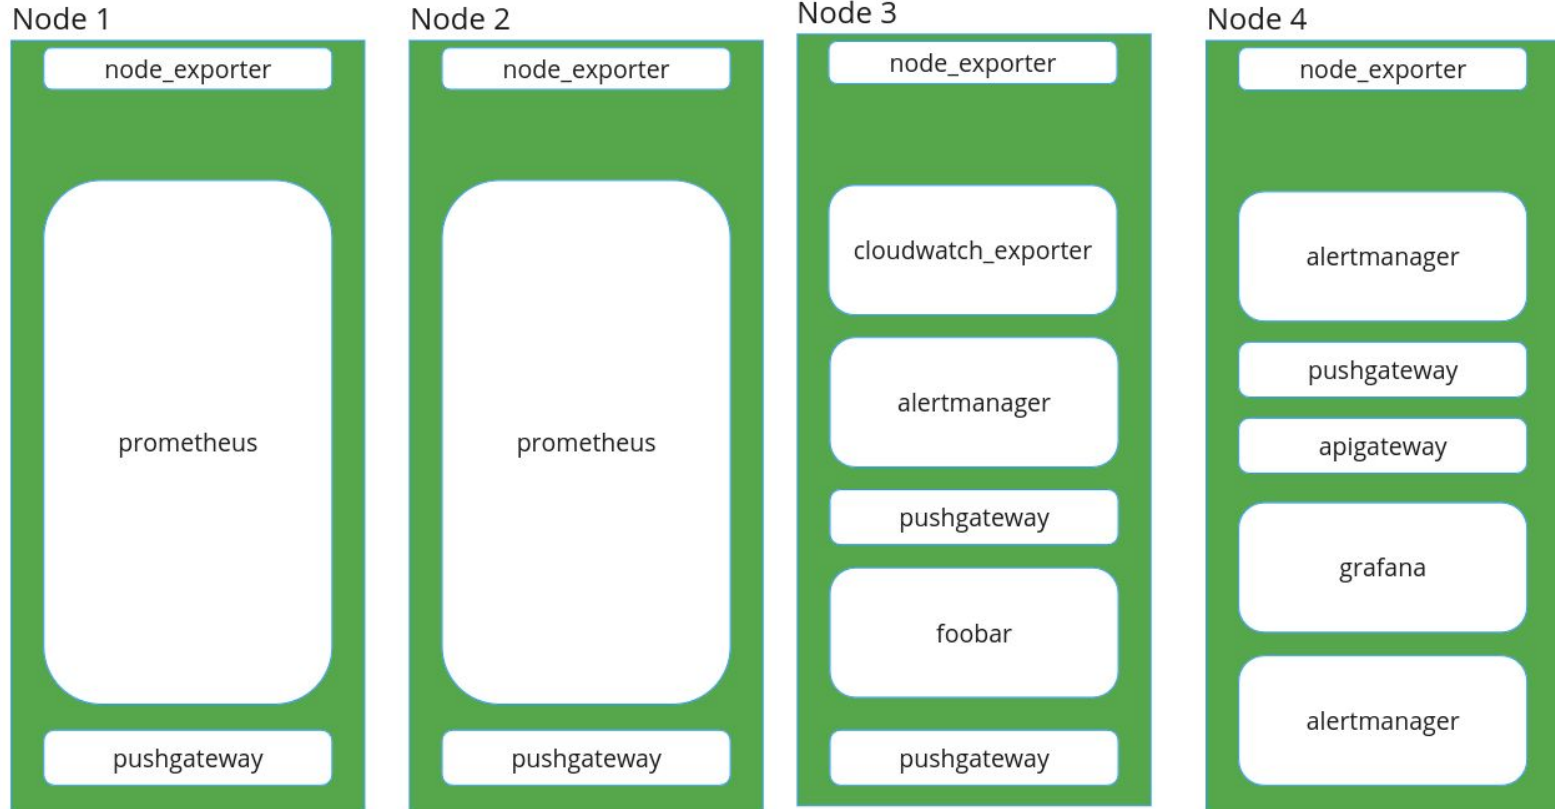 Node 1
node_exporter
prometheus
pushgateway
Node 2
node_exporter
prometheus
pushgateway
Node 3
node_exporter
cloudwatch_exporter
alertmanager
pushgateway
foobar
pushgateway
Node 4
node_exporter
alertmanager
pushgateway
apigateway
grafana
alertmanager